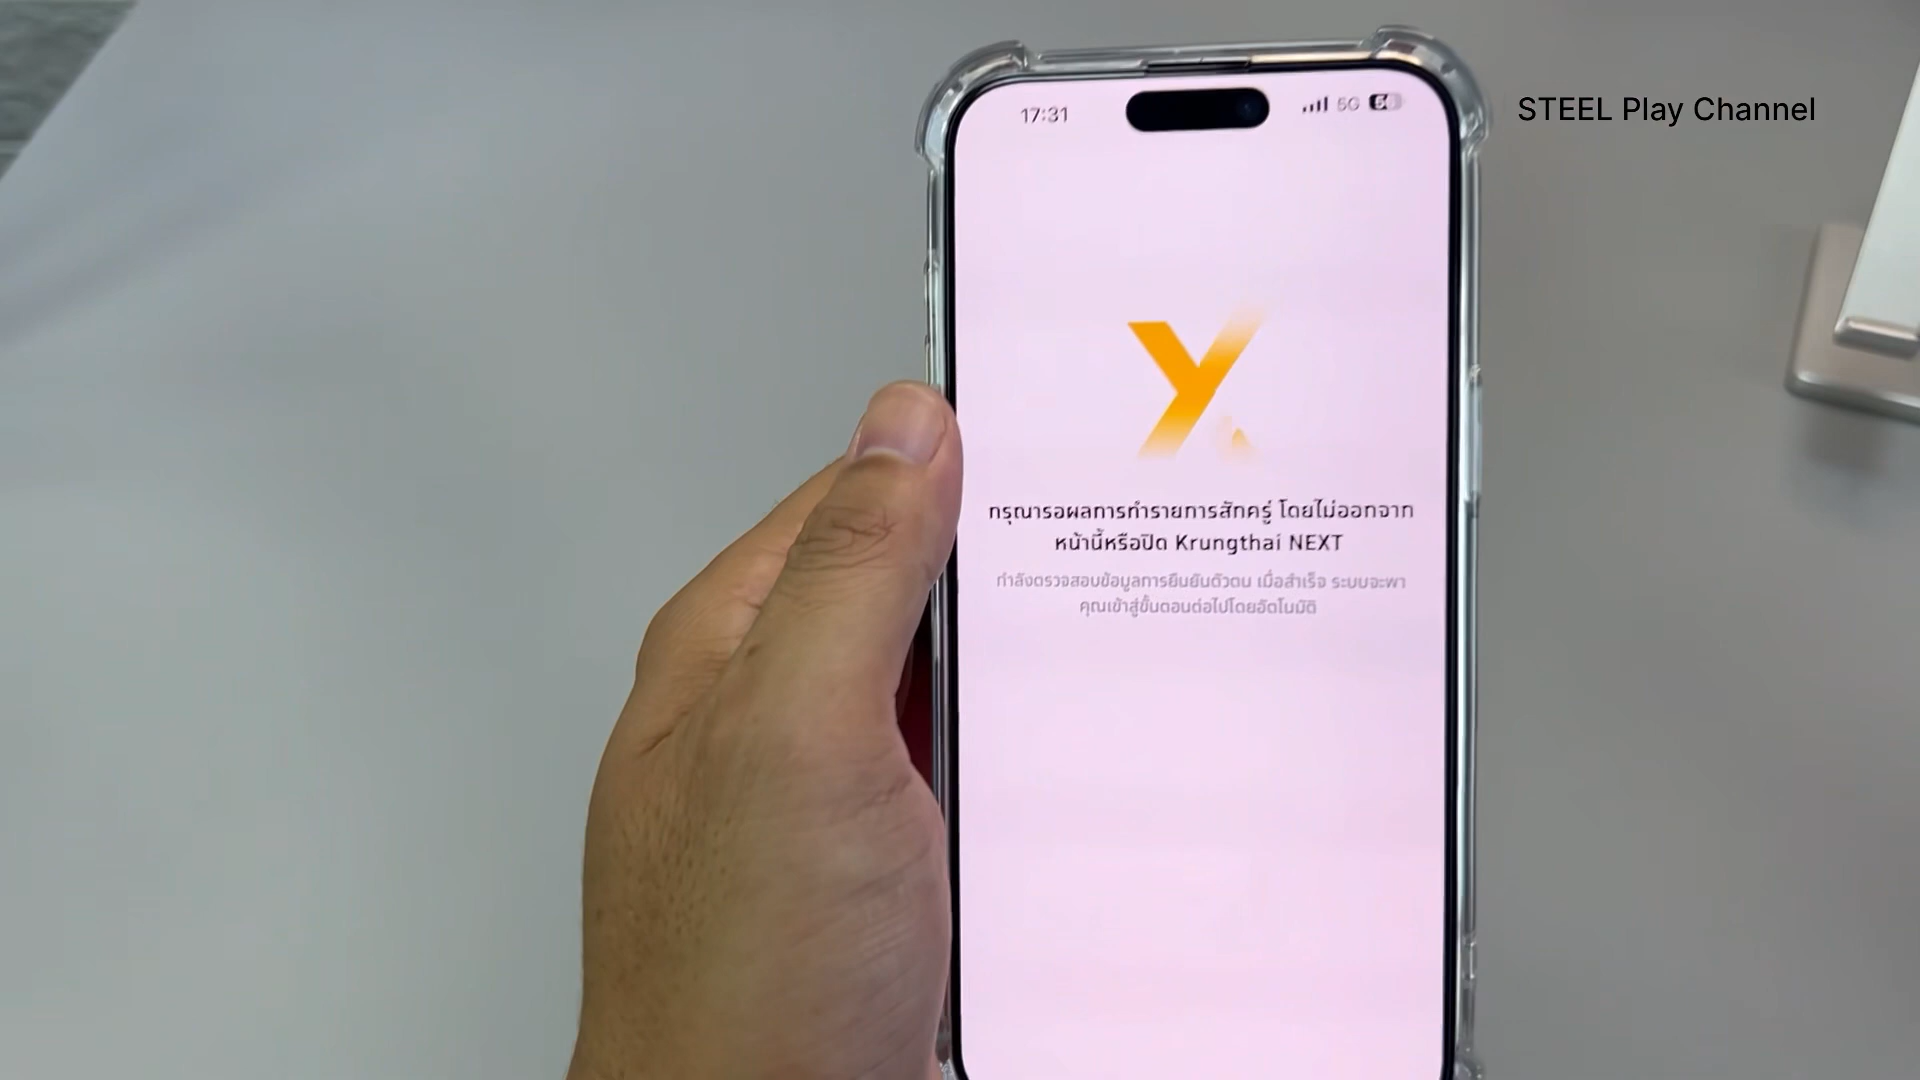 STEEL Play Channel
17:31
5G
กรุณารอผลการทำรายการสักครู่ โดยไม่ออกจาก
หน้านี้หรือปิด Krungthai NEXT
กำลังตรวจสอบข้อมูลการยืนยันตัวตน เมื่อสำเร็จ ระบบจะพา
คุณเข้าสู่ขั้นตอนต่อไปโดยอัตโนมัติ